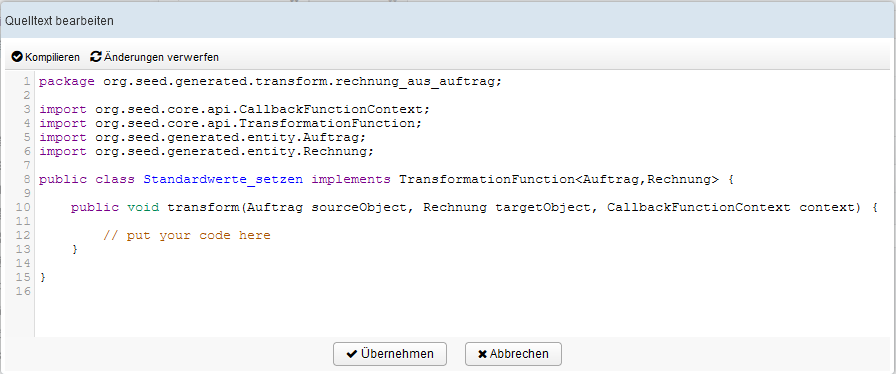 Quelltext bearbeiten
Kompilieren Änderungen verwerfen
1 package org.seed.generated.transform.rechnung_aus_auftrag;
2
3 import org.seed.core.api.CallbackFunctionContext;
4 import org.seed.core.api.TransformationFunction;
5 import org.seed.generated.entity.Auftrag;
6 import org.seed.generated.entity.Rechnung;
7
8 public class Standardwerte_setzen implements TransformationFunction<Auftrag,Rechnung> {
9
10     public void transform(Auftrag sourceObject, Rechnung targetObject, CallbackFunctionContext context) {
11
12         // put your code here
13     }
14
15 }
16
Übernehmen Abbrechen